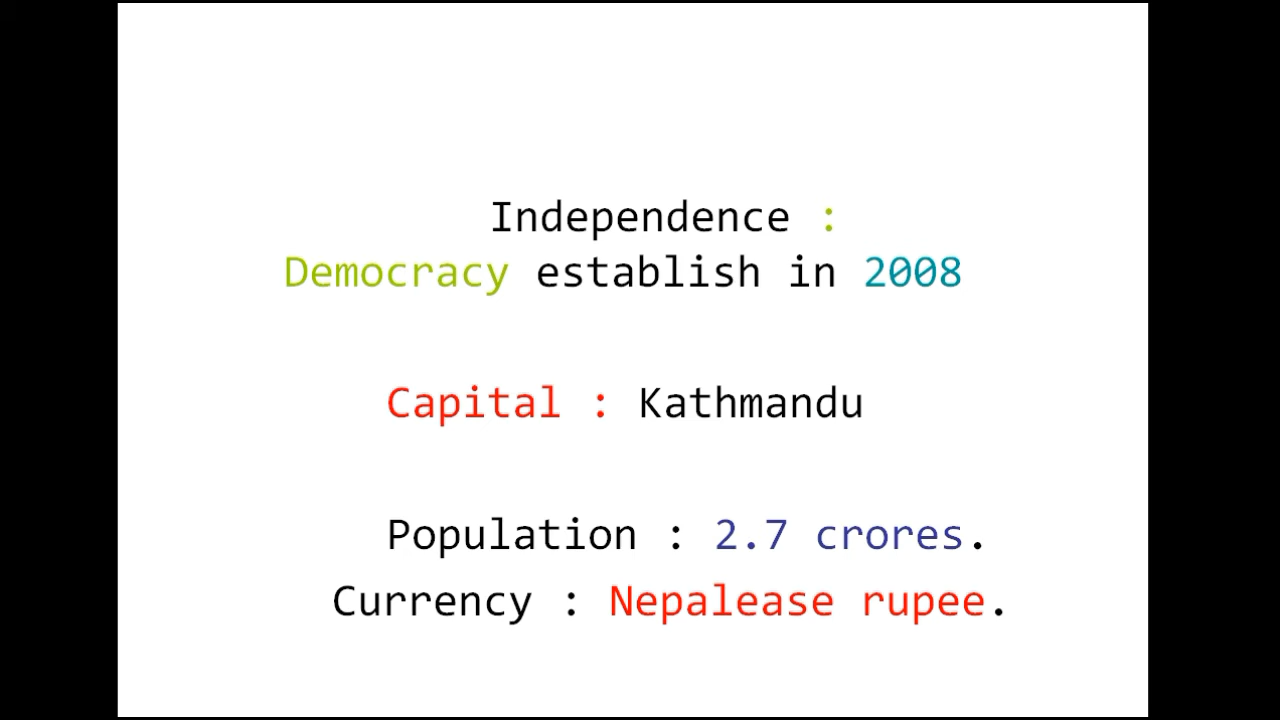 Independence :
Democracy establish in 2008
Capital : Kathmandu
Population : 2.7 crores.
Currency : Nepalease rupee.